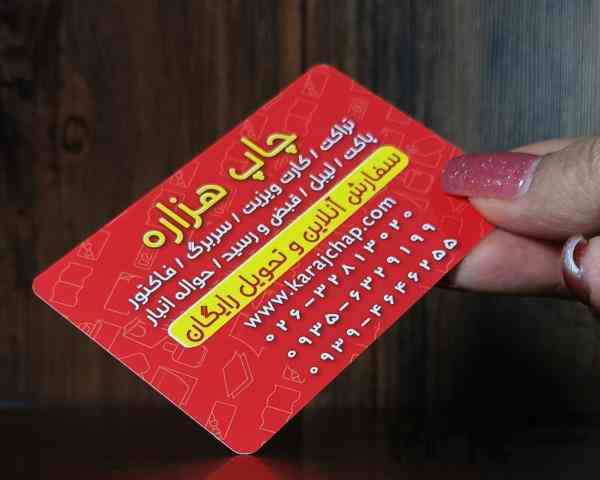 چاپ هزاره
تراکت / کارت ویزیت / سربرگ / فاکتور
پاکت / لیبل / قبض و رسید / حواله انبار
سفارش آنلاین و تحویل رایگان
www.karajchap.com
۰۲۶-۳۲۸۱۳۰۲۰
۰۹۳۵-۶۳۲۹۱۹۹
۰۹۳۹-۴۶۴۶۲۵۵